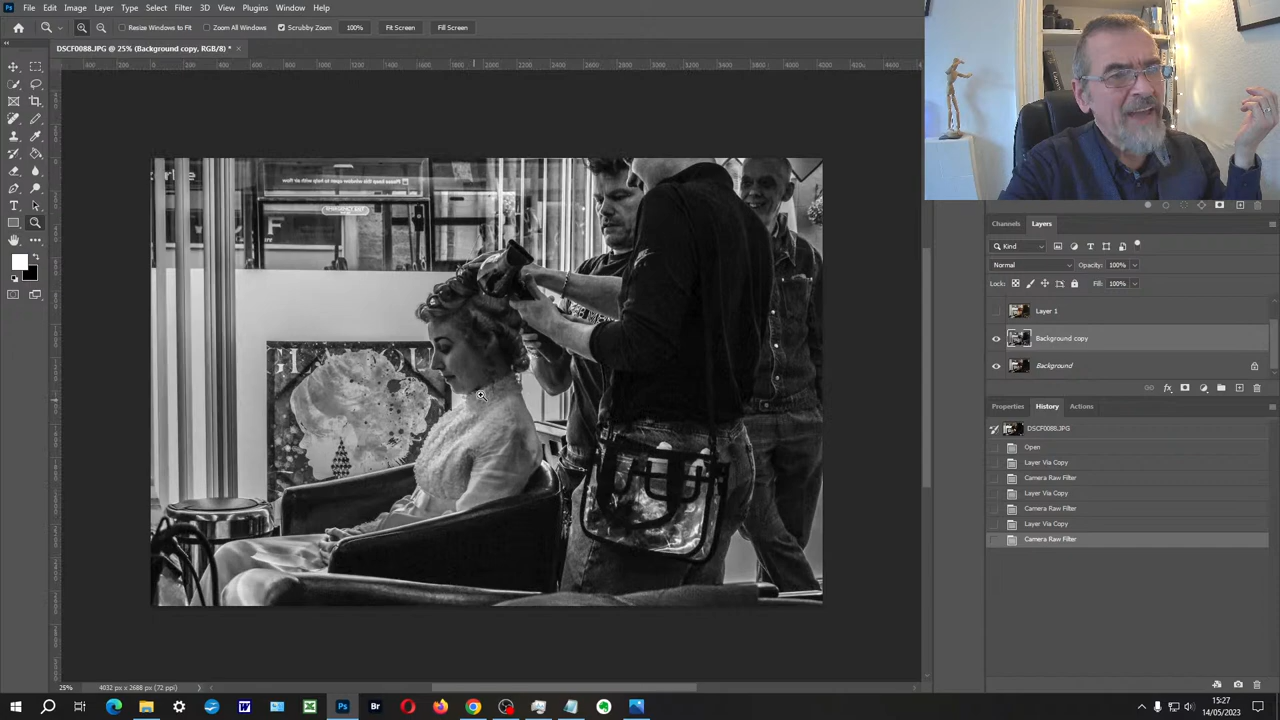 File Edit Image Layer Type Select Filter 3D View Plugins Window Help
Resize Windows to Fit Zoom All Windows Scrubby Zoom 100% Fit Screen Fill Screen
DSCF0088.JPG @ 25% (Background copy, RGB/8) *
Channels Layers
Kind
Normal Opacity: 100%
Lock: Fill: 100%
Layer 1
Background copy
Background
Properties History Actions
DSCF0088.JPG
Open
Layer Via Copy
Camera Raw Filter
Layer Via Copy
Camera Raw Filter
Layer Via Copy
Camera Raw Filter
25% 4032 px x 2688 px (72 ppi)
15:27
14/05/2023